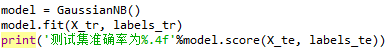 model = GaussianNB()
model.fit(X_tr, labels_tr)
print('测试集准确率为%.4f'%model.score(X_te, labels_te))